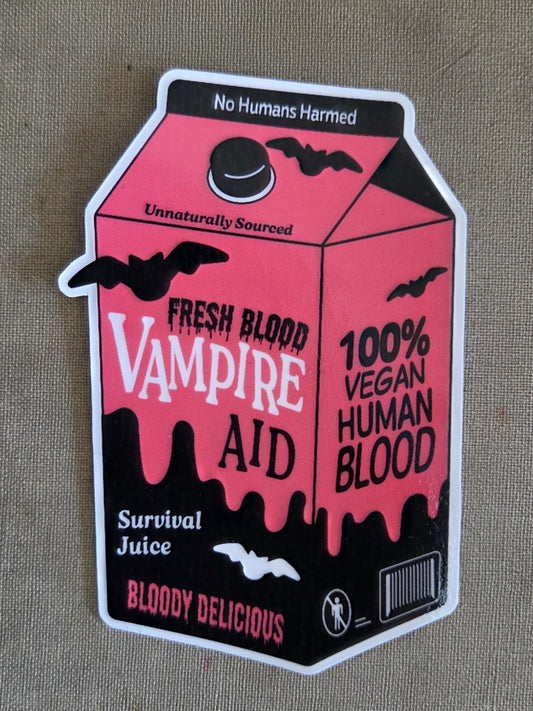 No Humans Harmed
Unnaturally Sourced
FRESH BLOOD
VAMPIRE
AID
100%
VEGAN
HUMAN
BLOOD
Survival
Juice
BLOODY DELICIOUS